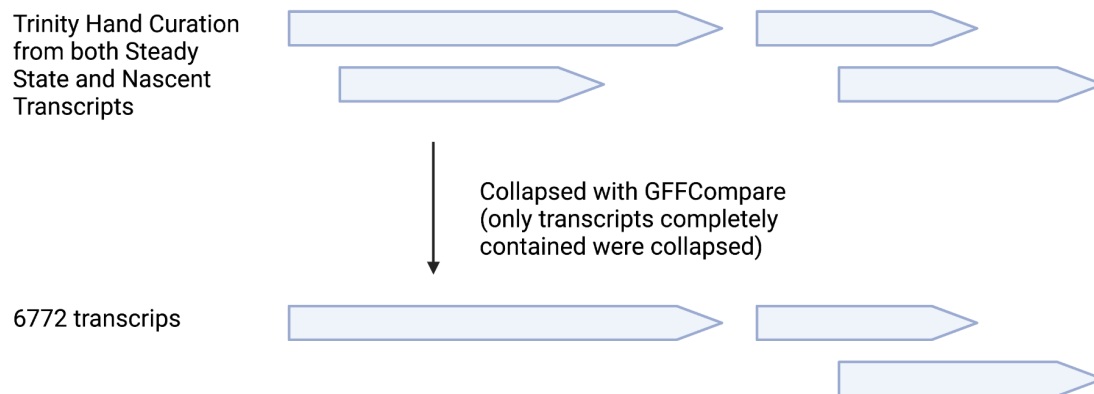 Trinity Hand Curation
from both Steady
State and Nascent
Transcripts
Collapsed with GFFCompare
(only transcripts completely
contained were collapsed)
6772 transcrips